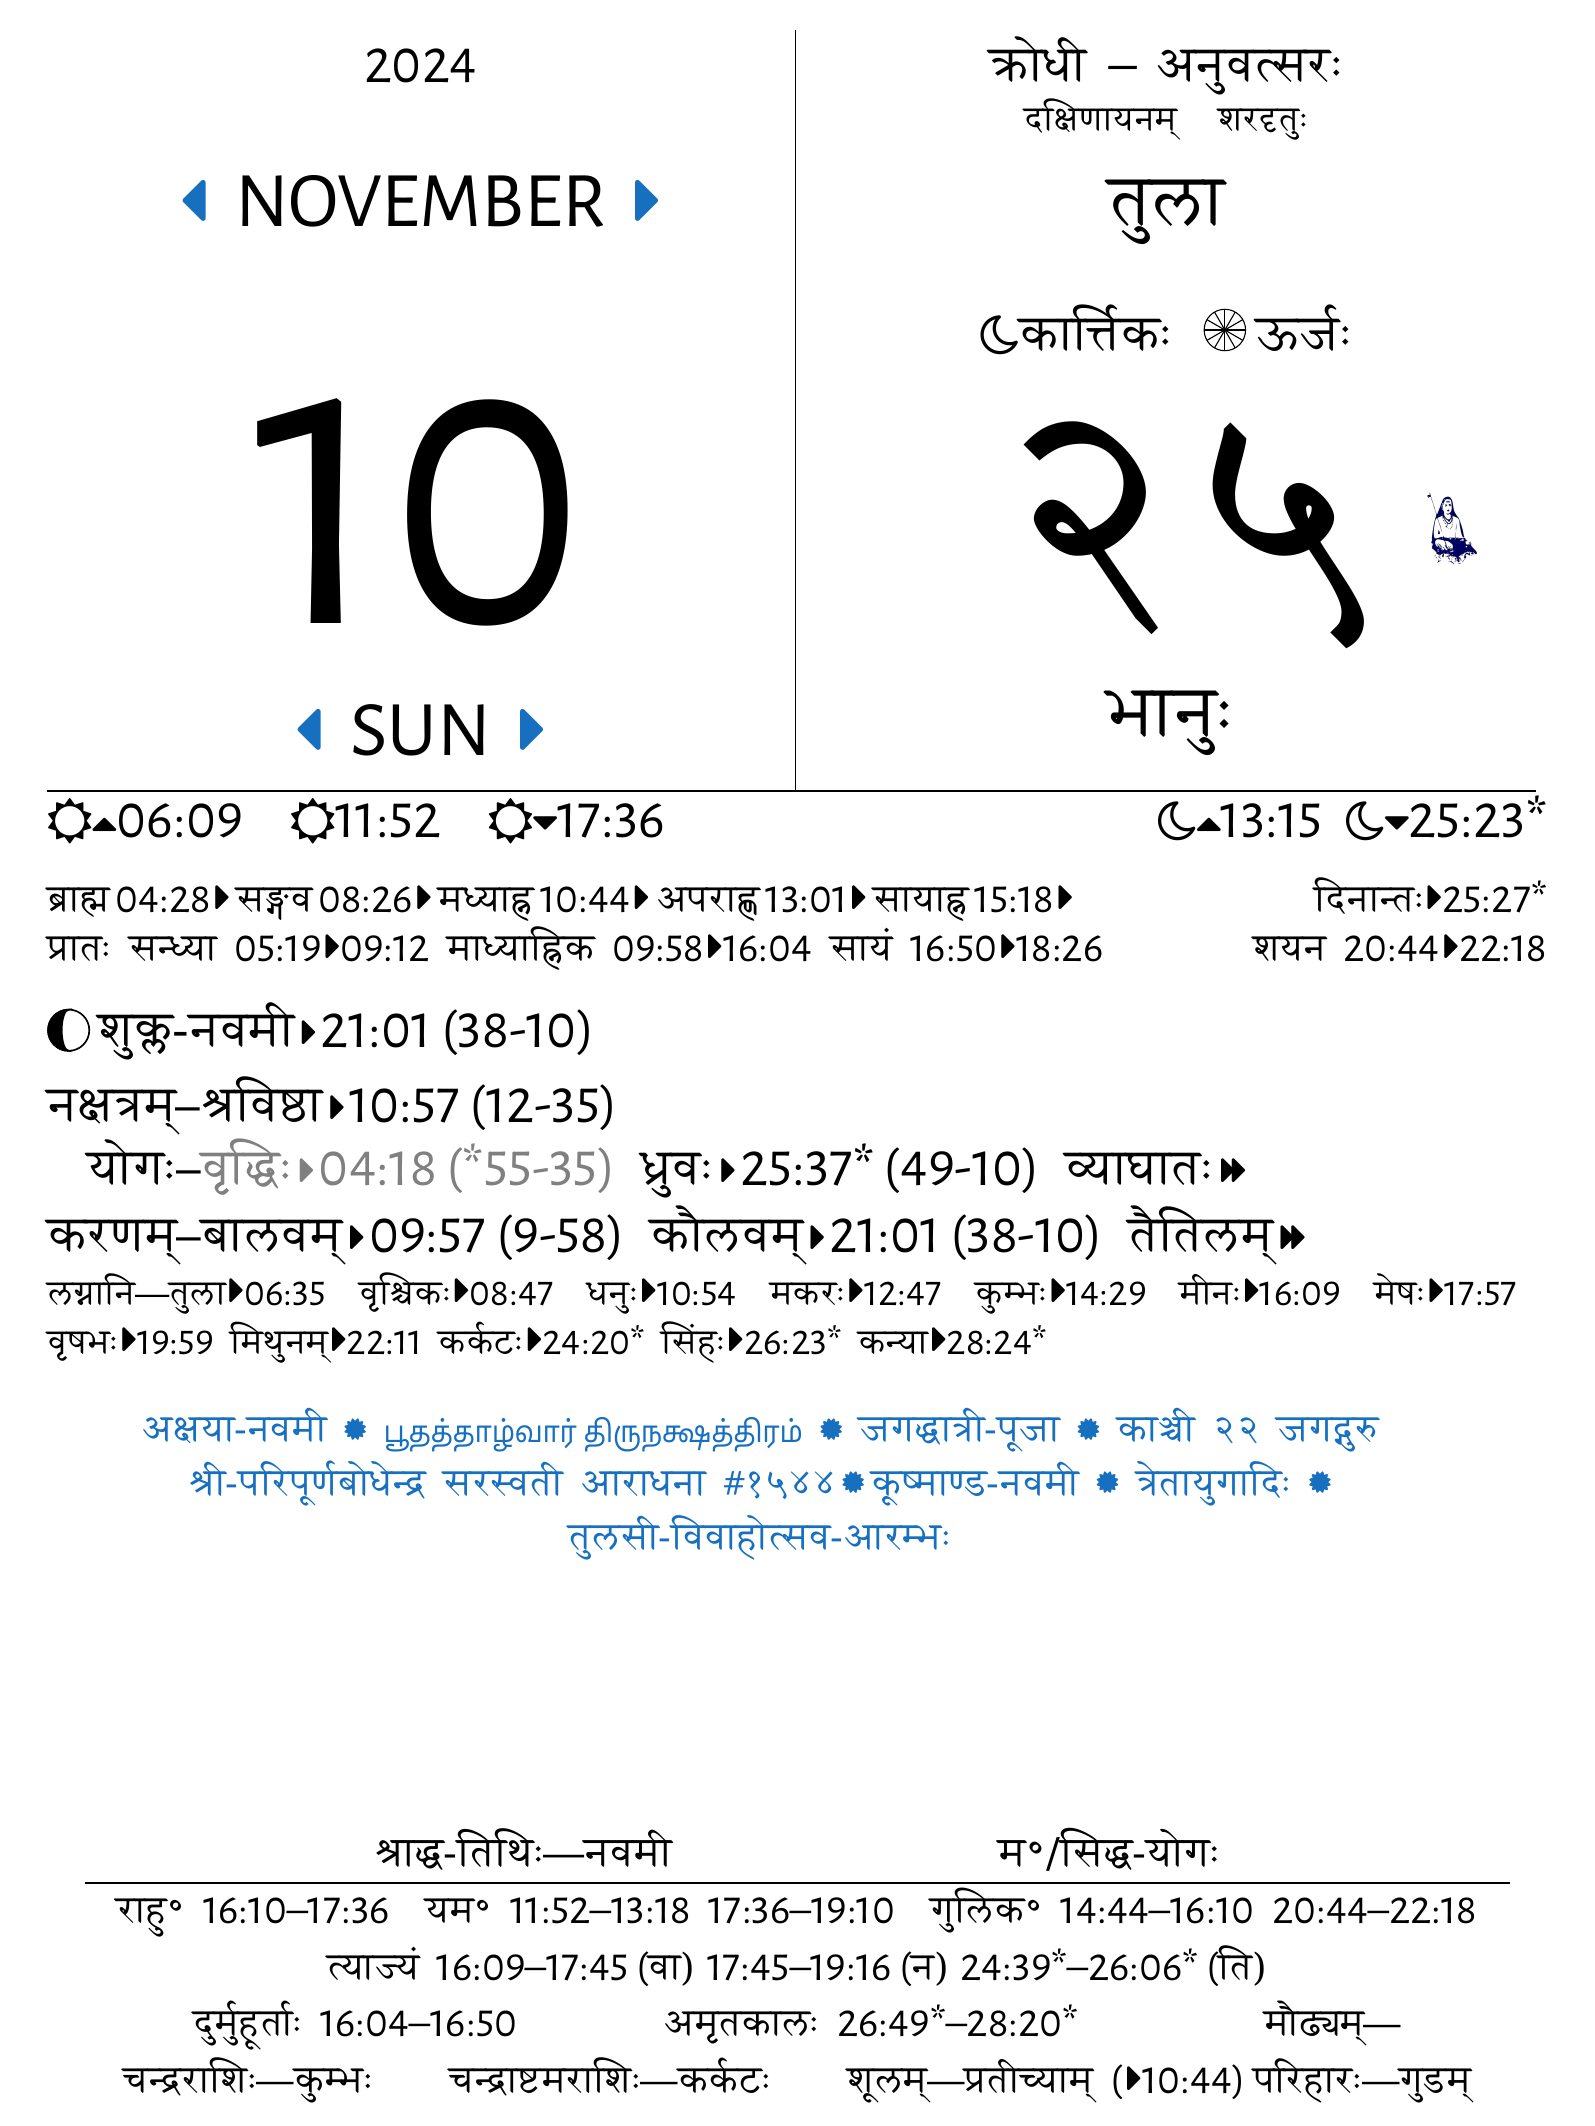 2024
NOVEMBER
10
SUN
क्रोधी – अनुवत्सरः
दक्षिणायनम् शरदृतुः
तुला
कार्त्तिकः ऊर्जः
२५
भानुः
06:09 11:52 17:36 13:15 25:23*
ब्राह्म 04:28 सङ्गव 08:26 मध्याह्न 10:44 अपराह्ण 13:01 सायाह्न 15:18 दिनान्तः 25:27*
प्रातः सन्ध्या 05:19 09:12 माध्याह्निक 09:58 16:04 सायं 16:50 18:26 शयन 20:44 22:18
शुक्ल-नवमी 21:01 (38-10)
नक्षत्रम्–श्रविष्ठा 10:57 (12-35)
योगः–वृद्धिः 04:18 (*55-35) ध्रुवः 25:37* (49-10) व्याघातः
करणम्–बालवम् 09:57 (9-58) कौलवम् 21:01 (38-10) तैतिलम्
लग्नानि—तुला 06:35 वृश्चिकः 08:47 धनुः 10:54 मकरः 12:47 कुम्भः 14:29 मीनः 16:09 मेषः 17:57
वृषभः 19:59 मिथुनम् 22:11 कर्कटः 24:20* सिंहः 26:23* कन्या 28:24*
अक्षया-नवमी ✹ பூதத்தாழ்வார் திருநக்ஷத்திரம் ✹ जगद्धात्री-पूजा ✹ काञ्ची २२ जगद्गुरु
श्री-परिपूर्णबोधेन्द्र सरस्वती आराधना #१५४४ ✹ कूष्माण्ड-नवमी ✹ त्रेतायुगादिः ✹
तुलसी-विवाहोत्सव-आरम्भः
श्राद्ध-तिथिः—नवमी म॰/सिद्ध-योगः
राहु॰ 16:10–17:36 यम॰ 11:52–13:18 17:36–19:10 गुलिक॰ 14:44–16:10 20:44–22:18
त्याज्यं 16:09–17:45 (वा) 17:45–19:16 (न) 24:39*–26:06* (ति)
दुर्मुहूर्ताः 16:04–16:50 अमृतकालः 26:49*–28:20* मौढ्यम्—
चन्द्रराशिः—कुम्भः चन्द्राष्टमराशिः—कर्कटः शूलम्—प्रतीच्याम् (10:44) परिहारः—गुडम्